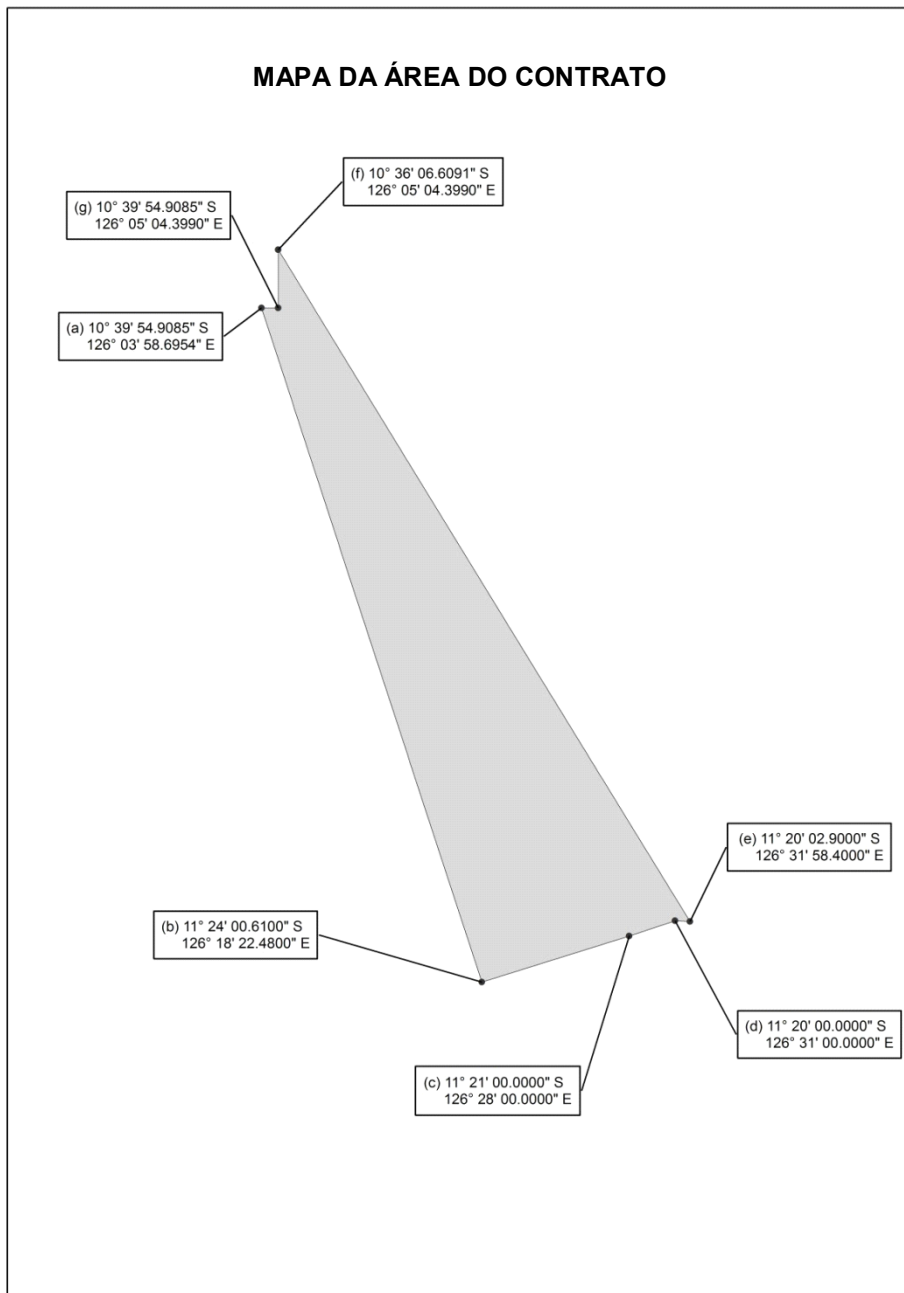 MAPA DA ÁREA DO CONTRATO
(f) 10° 36' 06.6091" S
126° 05' 04.3990" E
(g) 10° 39' 54.9085" S
126° 05' 04.3990" E
(a) 10° 39' 54.9085" S
126° 03' 58.6954" E
(e) 11° 20' 02.9000" S
126° 31' 58.4000" E
(b) 11° 24' 00.6100" S
126° 18' 22.4800" E
(d) 11° 20' 00.0000" S
126° 31' 00.0000" E
(c) 11° 21' 00.0000" S
126° 28' 00.0000" E